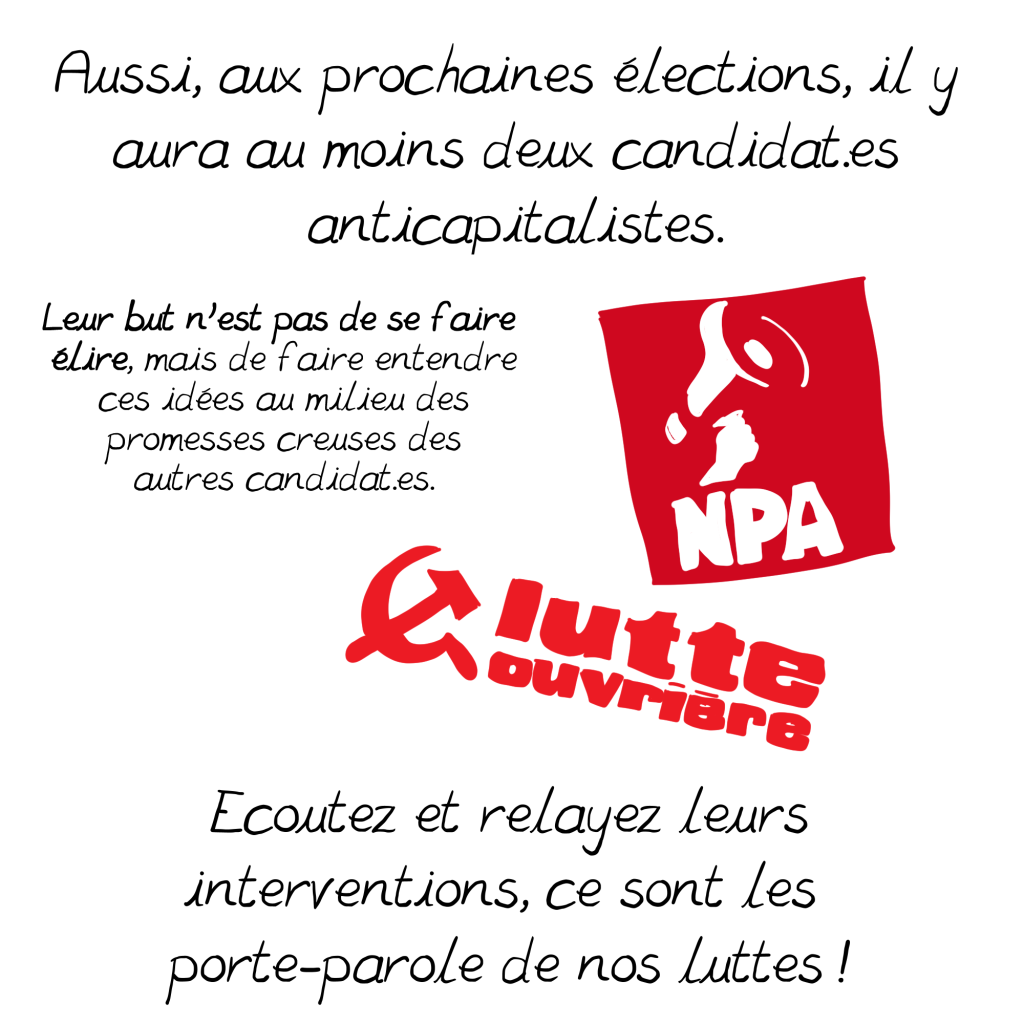 Aussi, aux prochaines élections, il y
aura au moins deux candidat.es
anticapitalistes.
Leur but n'est pas de se faire
élire, mais de faire entendre
ces idées au milieu des
promesses creuses des
autres candidat.es.
NPA
lutte
ouvrière
Ecoutez et relayez leurs
interventions, ce sont les
porte-parole de nos luttes !